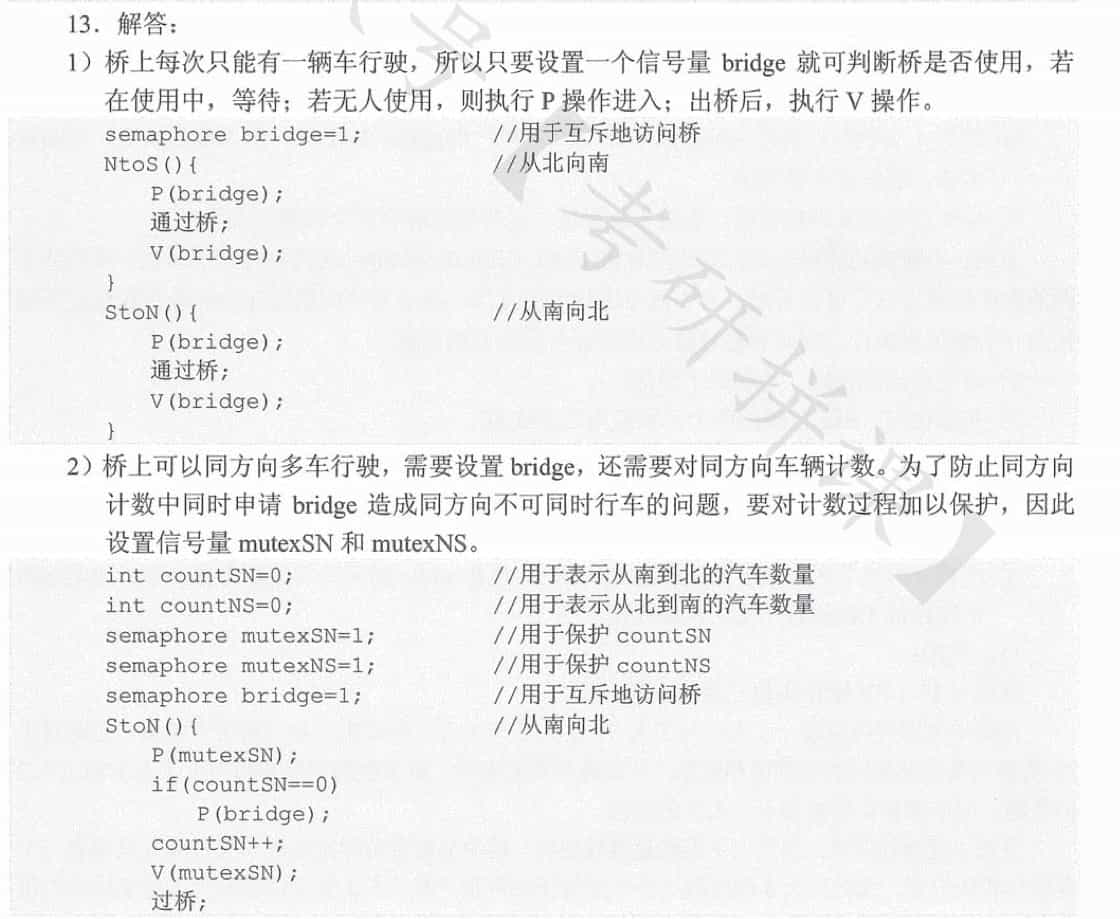 13．解答：
1）桥上每次只能有一辆车行驶，所以只要设置一个信号量 bridge 就可判断桥是否使用，若
在使用中，等待；若无人使用，则执行 P 操作进入；出桥后，执行 V 操作。
semaphore bridge=1; //用于互斥地访问桥
NtoS(){ //从北向南
P(bridge);
通过桥;
V(bridge);
}
StoN(){ //从南向北
P(bridge);
通过桥;
V(bridge);
}
2）桥上可以同方向多车行驶，需要设置 bridge，还需要对同方向车辆计数。为了防止同方向
计数中同时申请 bridge 造成同方向不可同时行车的问题，要对计数过程加以保护，因此
设置信号量 mutexSN 和 mutexNS。
int countSN=0; //用于表示从南到北的汽车数量
int countNS=0; //用于表示从北到南的汽车数量
semaphore mutexSN=1; //用于保护 countSN
semaphore mutexNS=1; //用于保护 countNS
semaphore bridge=1; //用于互斥地访问桥
StoN(){ //从南向北
P(mutexSN);
if(countSN==0)
P(bridge);
countSN++;
V(mutexSN);
过桥;
号【考研拼课】